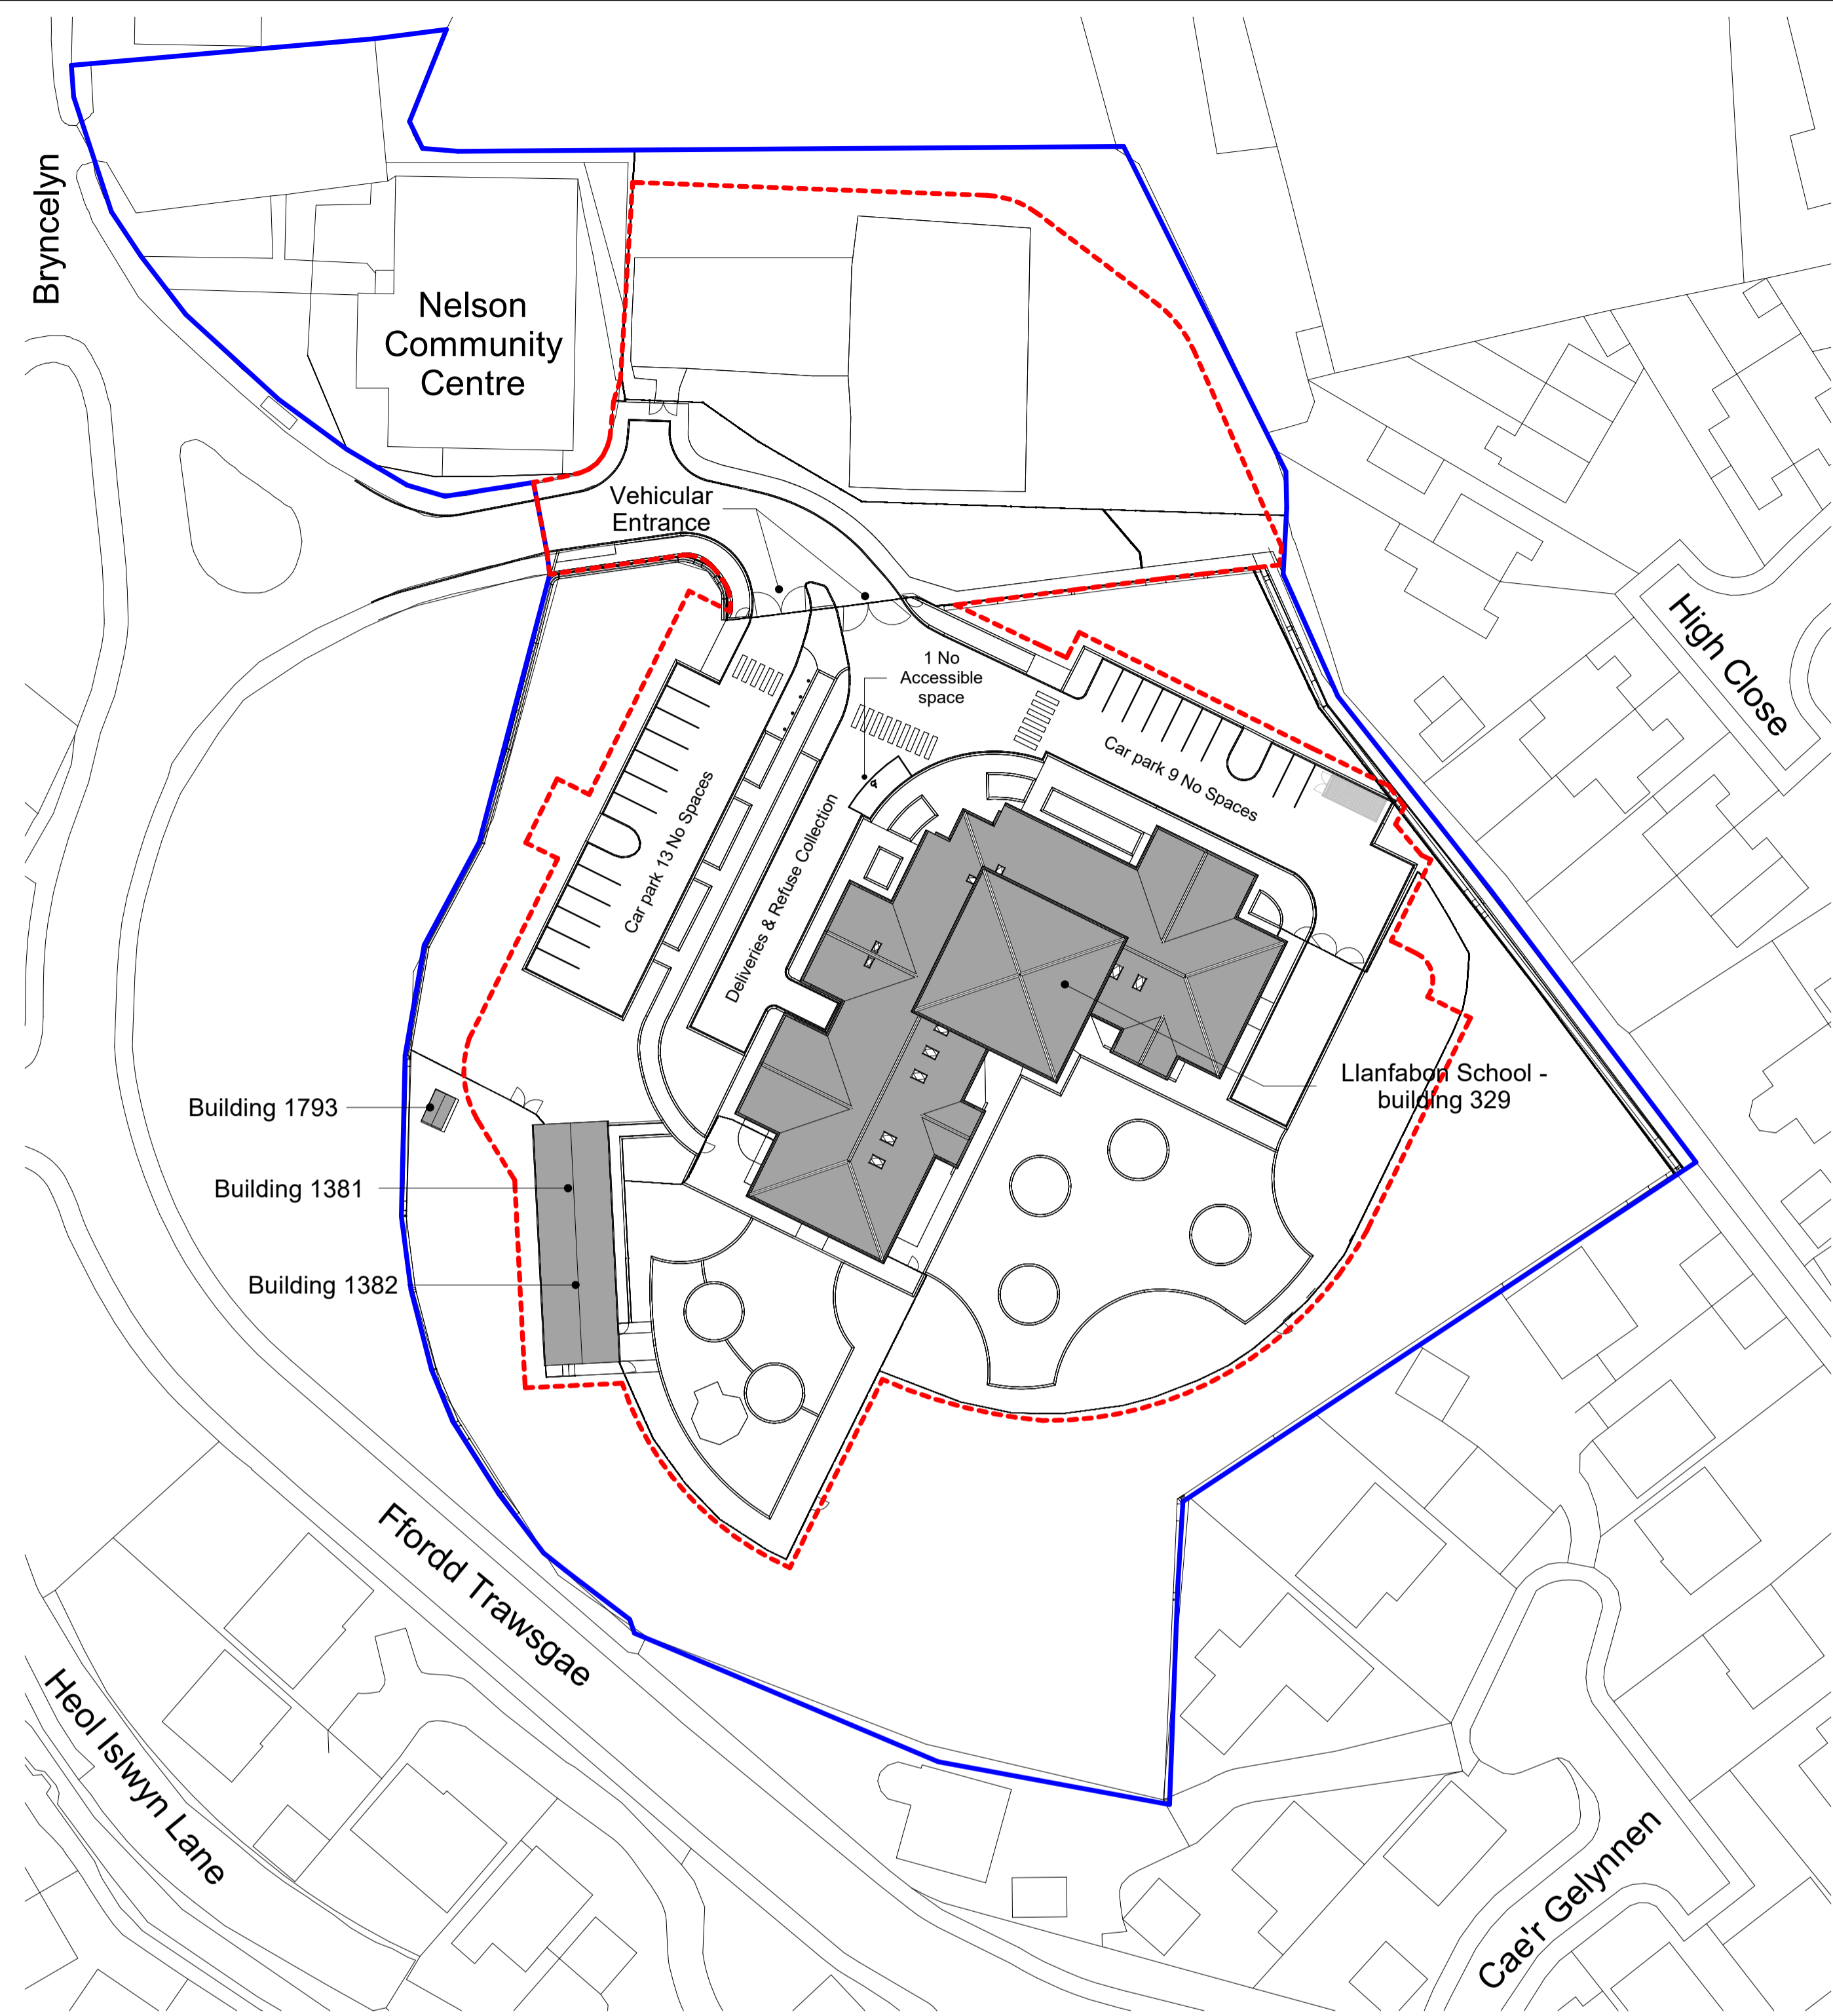 Bryncelyn
Nelson
Community
Centre
Vehicular
Entrance
1 No
Accessible
space
High Close
Car park 9 No Spaces
Car park 13 No Spaces
Deliveries & Refuse Collection
Llanfabon School -
building 329
Building 1793
Building 1381
Building 1382
Ffordd Trawsgae
Heol Islwyn Lane
Cae'r Gelynnen